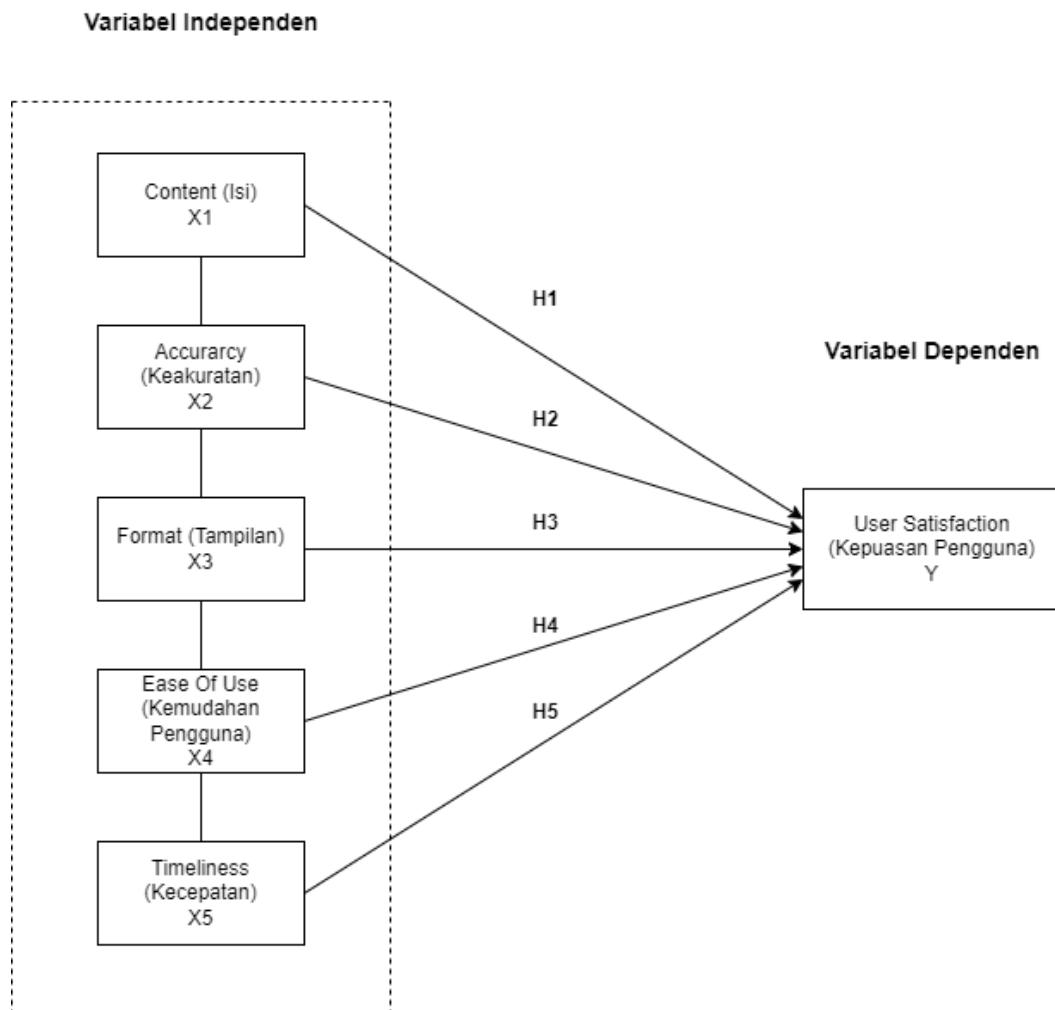 Variabel Independen
Content (Isi)
X1
H1
Accurarcy
(Keakuratan)
X2
Variabel Dependen
H2
Format (Tampilan)
X3
H3
User Satisfaction
(Kepuasan Pengguna)
Y
Ease Of Use
(Kemudahan
Pengguna)
X4
H4
H5
Timeliness
(Kecepatan)
X5